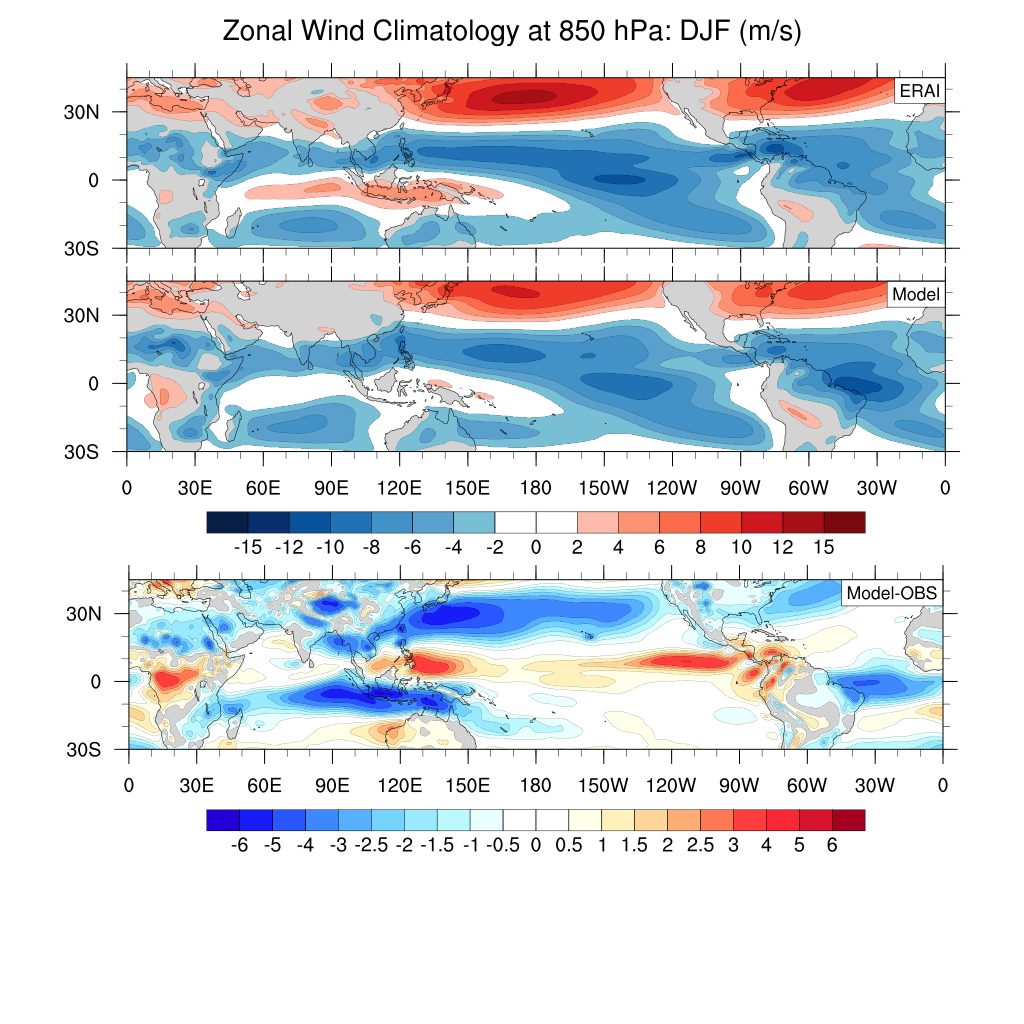 Zonal Wind Climatology at 850 hPa: DJF (m/s)
ERAI
30N
0
30S
Model
30N
0
30S
0 30E 60E 90E 120E 150E 180 150W 120W 90W 60W 30W 0
-15 -12 -10 -8 -6 -4 -2 0 2 4 6 8 10 12 15
Model-OBS
30N
0
30S
0 30E 60E 90E 120E 150E 180 150W 120W 90W 60W 30W 0
-6 -5 -4 -3 -2.5 -2 -1.5 -1 -0.5 0 0.5 1 1.5 2 2.5 3 4 5 6